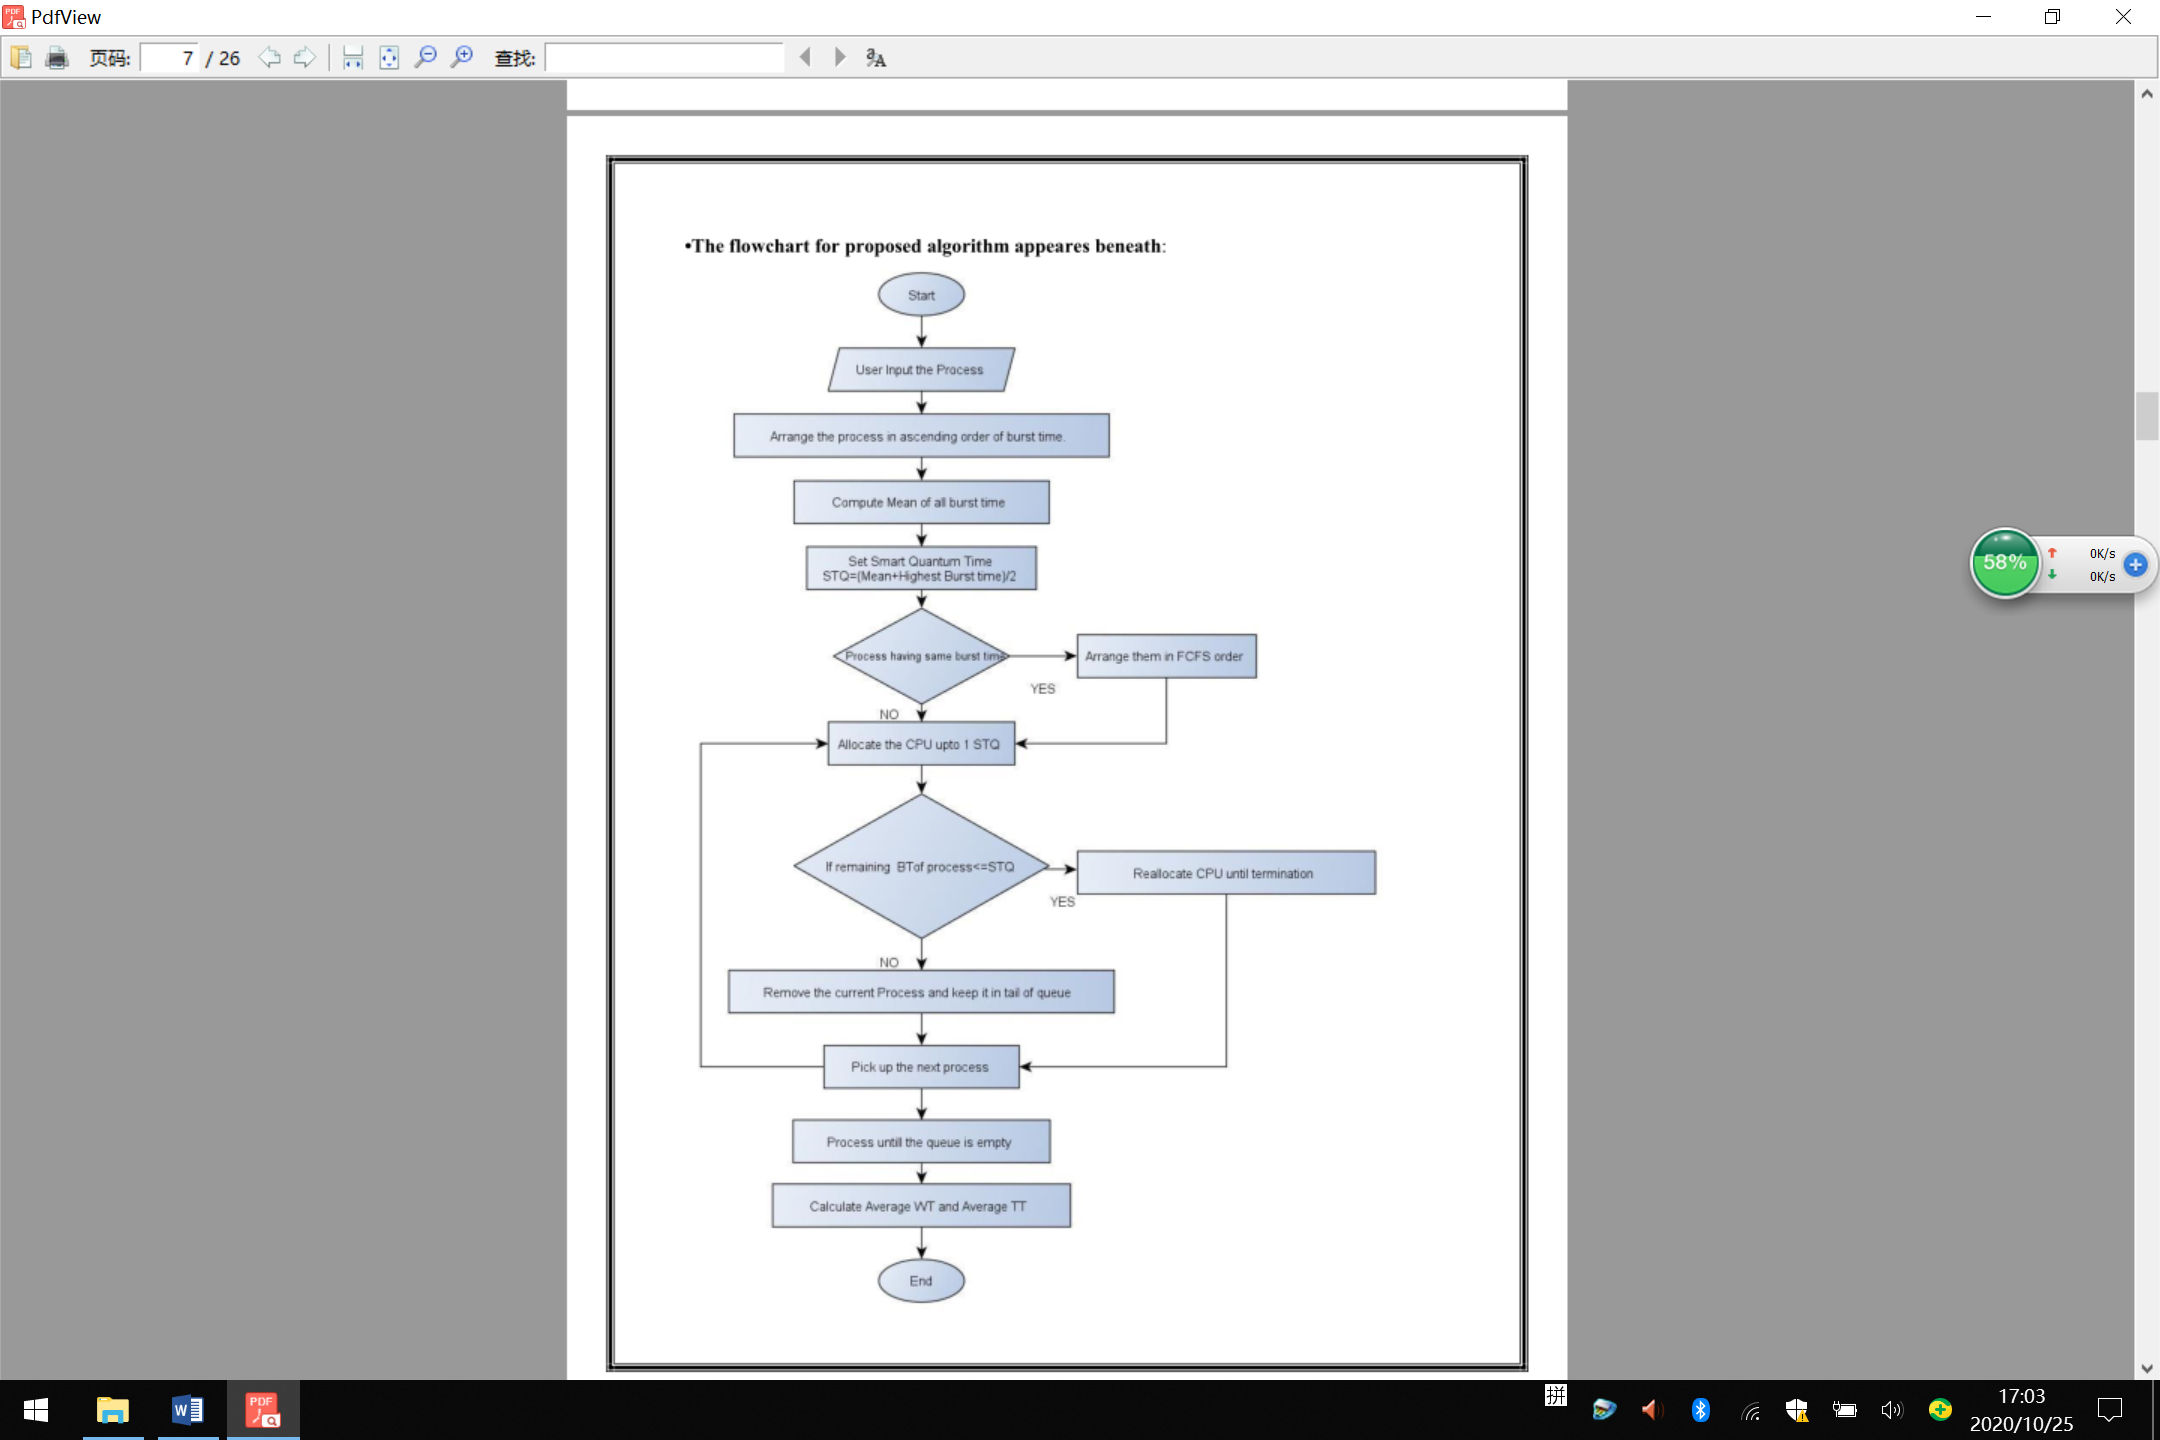 PdfView
页码: 7 / 26 查找:
•The flowchart for proposed algorithm appeares beneath:
Start
User Input the Process
Arrange the process in ascending order of burst time.
Compute Mean of all burst time
Set Smart Quantum Time
STQ=(Mean+Highest Burst time)/2
Process having same burst time
Arrange them in FCFS order
YES
NO
Allocate the CPU upto 1 STQ
If remaining BTof process<=STQ
Reallocate CPU until termination
YES
NO
Remove the current Process and keep it in tail of queue
Pick up the next process
Process untill the queue is empty
Calculate Average WT and Average TT
End
58%
0K/s
0K/s
拼
17:03
2020/10/25